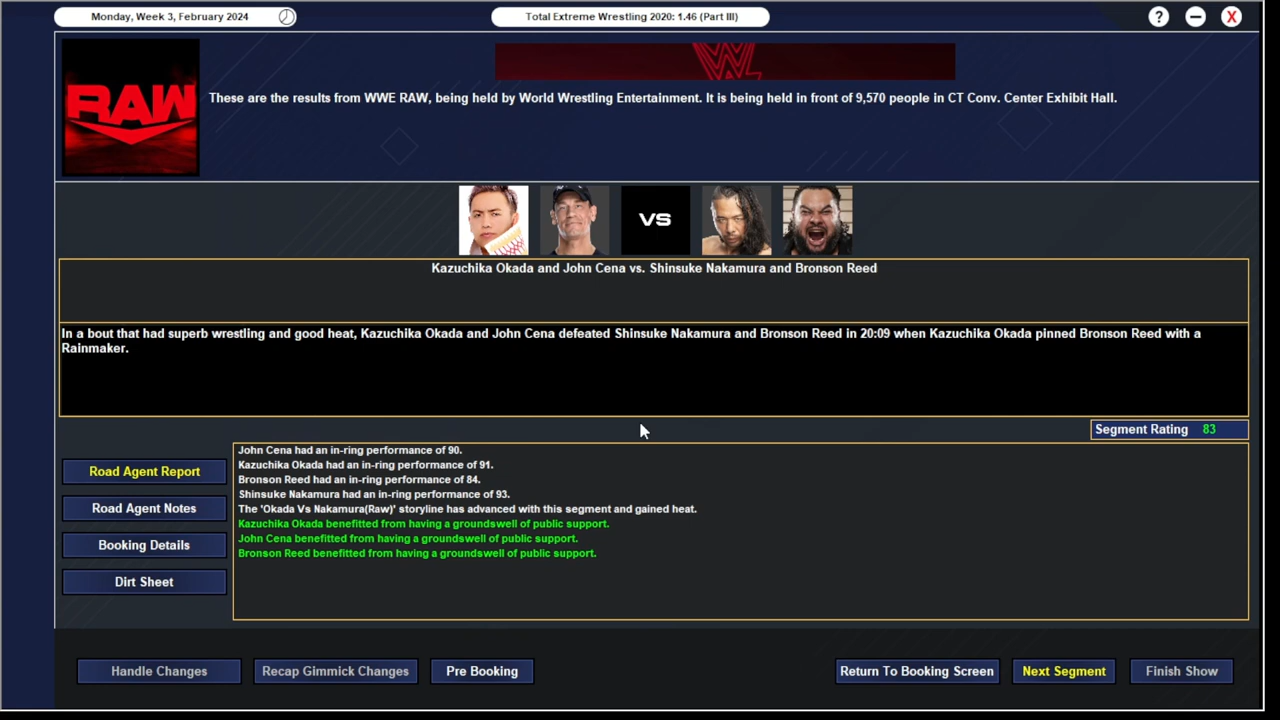 Monday, Week 3, February 2024
Total Extreme Wrestling 2020: 1.46 (Part III)
?
X
RAW
These are the results from WWE RAW, being held by World Wrestling Entertainment. It is being held in front of 9,570 people in CT Conv. Center Exhibit Hall.
VS
Kazuchika Okada and John Cena vs. Shinsuke Nakamura and Bronson Reed
In a bout that had superb wrestling and good heat, Kazuchika Okada and John Cena defeated Shinsuke Nakamura and Bronson Reed in 20:09 when Kazuchika Okada pinned Bronson Reed with a
Rainmaker.
Segment Rating 83
Road Agent Report
Road Agent Notes
Booking Details
Dirt Sheet
John Cena had an in-ring performance of 90.
Kazuchika Okada had an in-ring performance of 91.
Bronson Reed had an in-ring performance of 84.
Shinsuke Nakamura had an in-ring performance of 93.
The 'Okada Vs Nakamura(Raw)' storyline has advanced with this segment and gained heat.
Kazuchika Okada benefitted from having a groundswell of public support.
John Cena benefitted from having a groundswell of public support.
Bronson Reed benefitted from having a groundswell of public support.
Handle Changes
Recap Gimmick Changes
Pre Booking
Return To Booking Screen
Next Segment
Finish Show